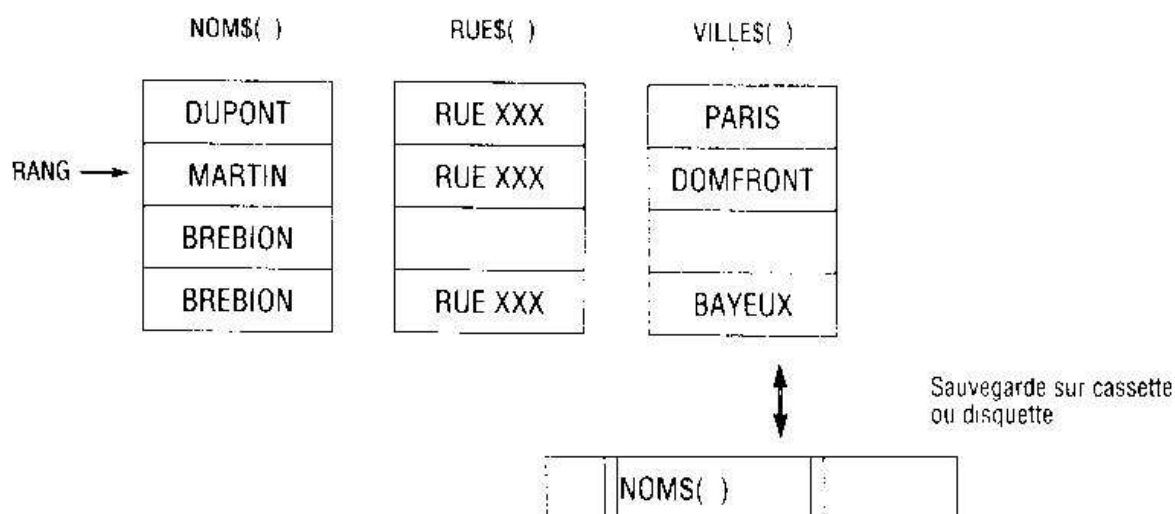 NOM$( ) RUE$( ) VILLE$( )
DUPONT RUE XXX PARIS
RANG MARTIN RUE XXX DOMFRONT
BREBION
BREBION RUE XXX BAYEUX
Sauvegarde sur cassette
ou disquette
NOMS( )